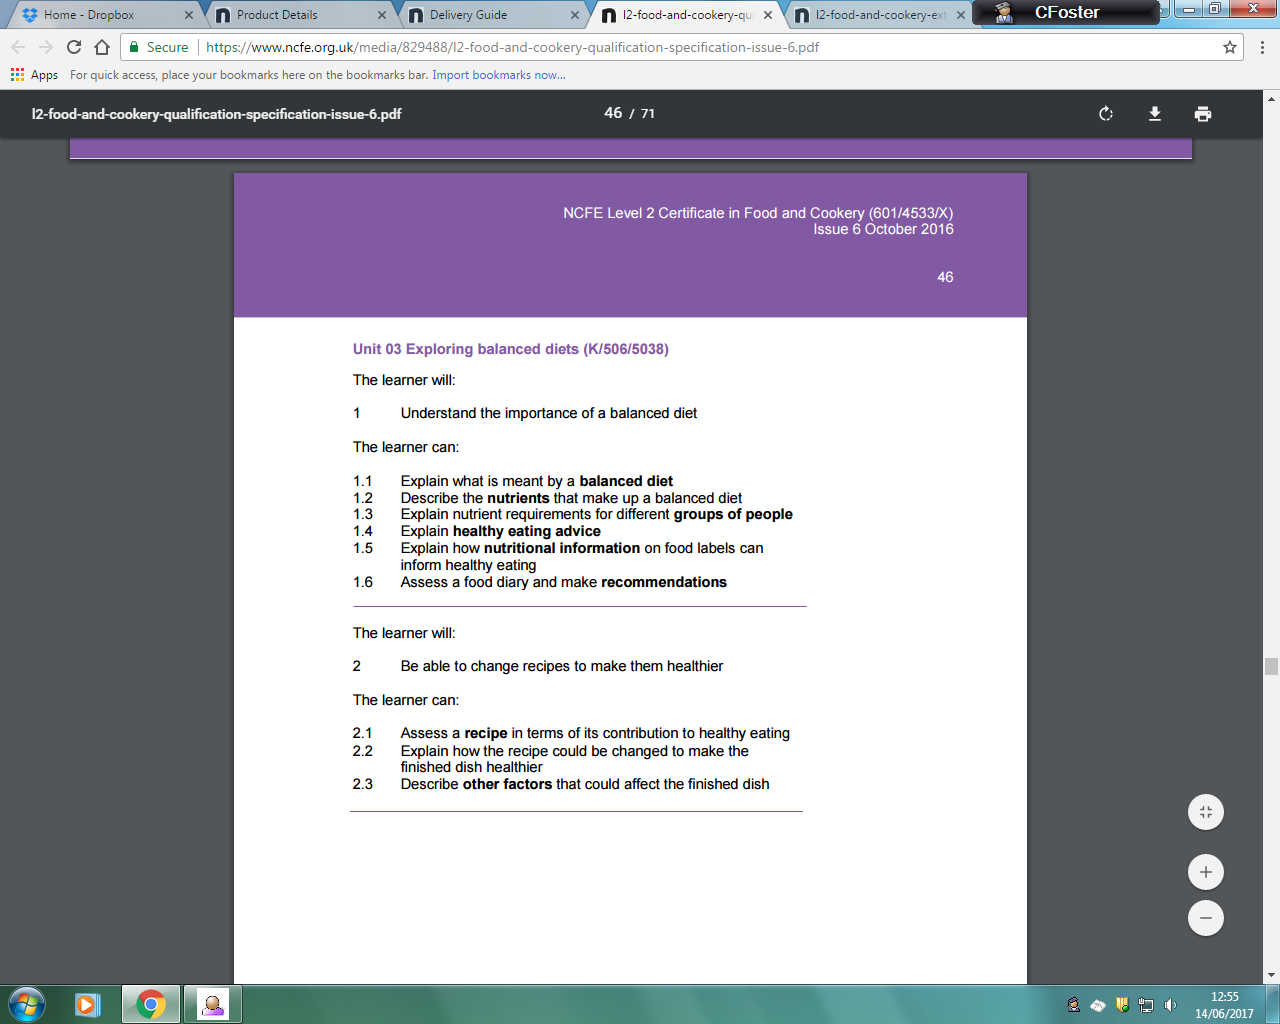 Home - Dropbox
Product Details
Delivery Guide
l2-food-and-cookery-qu
l2-food-and-cookery-ext
CFoster
Secure https://www.ncfe.org.uk/media/829488/l2-food-and-cookery-qualification-specification-issue-6.pdf
Apps For quick access, place your bookmarks here on the bookmarks bar. Import bookmarks now...
l2-food-and-cookery-qualification-specification-issue-6.pdf 46 / 71
NCFE Level 2 Certificate in Food and Cookery (601/4533/X)
Issue 6 October 2016
46
Unit 03 Exploring balanced diets (K/506/5038)
The learner will:
1 Understand the importance of a balanced diet
The learner can:
1.1 Explain what is meant by a balanced diet
1.2 Describe the nutrients that make up a balanced diet
1.3 Explain nutrient requirements for different groups of people
1.4 Explain healthy eating advice
1.5 Explain how nutritional information on food labels can
inform healthy eating
1.6 Assess a food diary and make recommendations
The learner will:
2 Be able to change recipes to make them healthier
The learner can:
2.1 Assess a recipe in terms of its contribution to healthy eating
2.2 Explain how the recipe could be changed to make the
finished dish healthier
2.3 Describe other factors that could affect the finished dish
12:55
14/06/2017